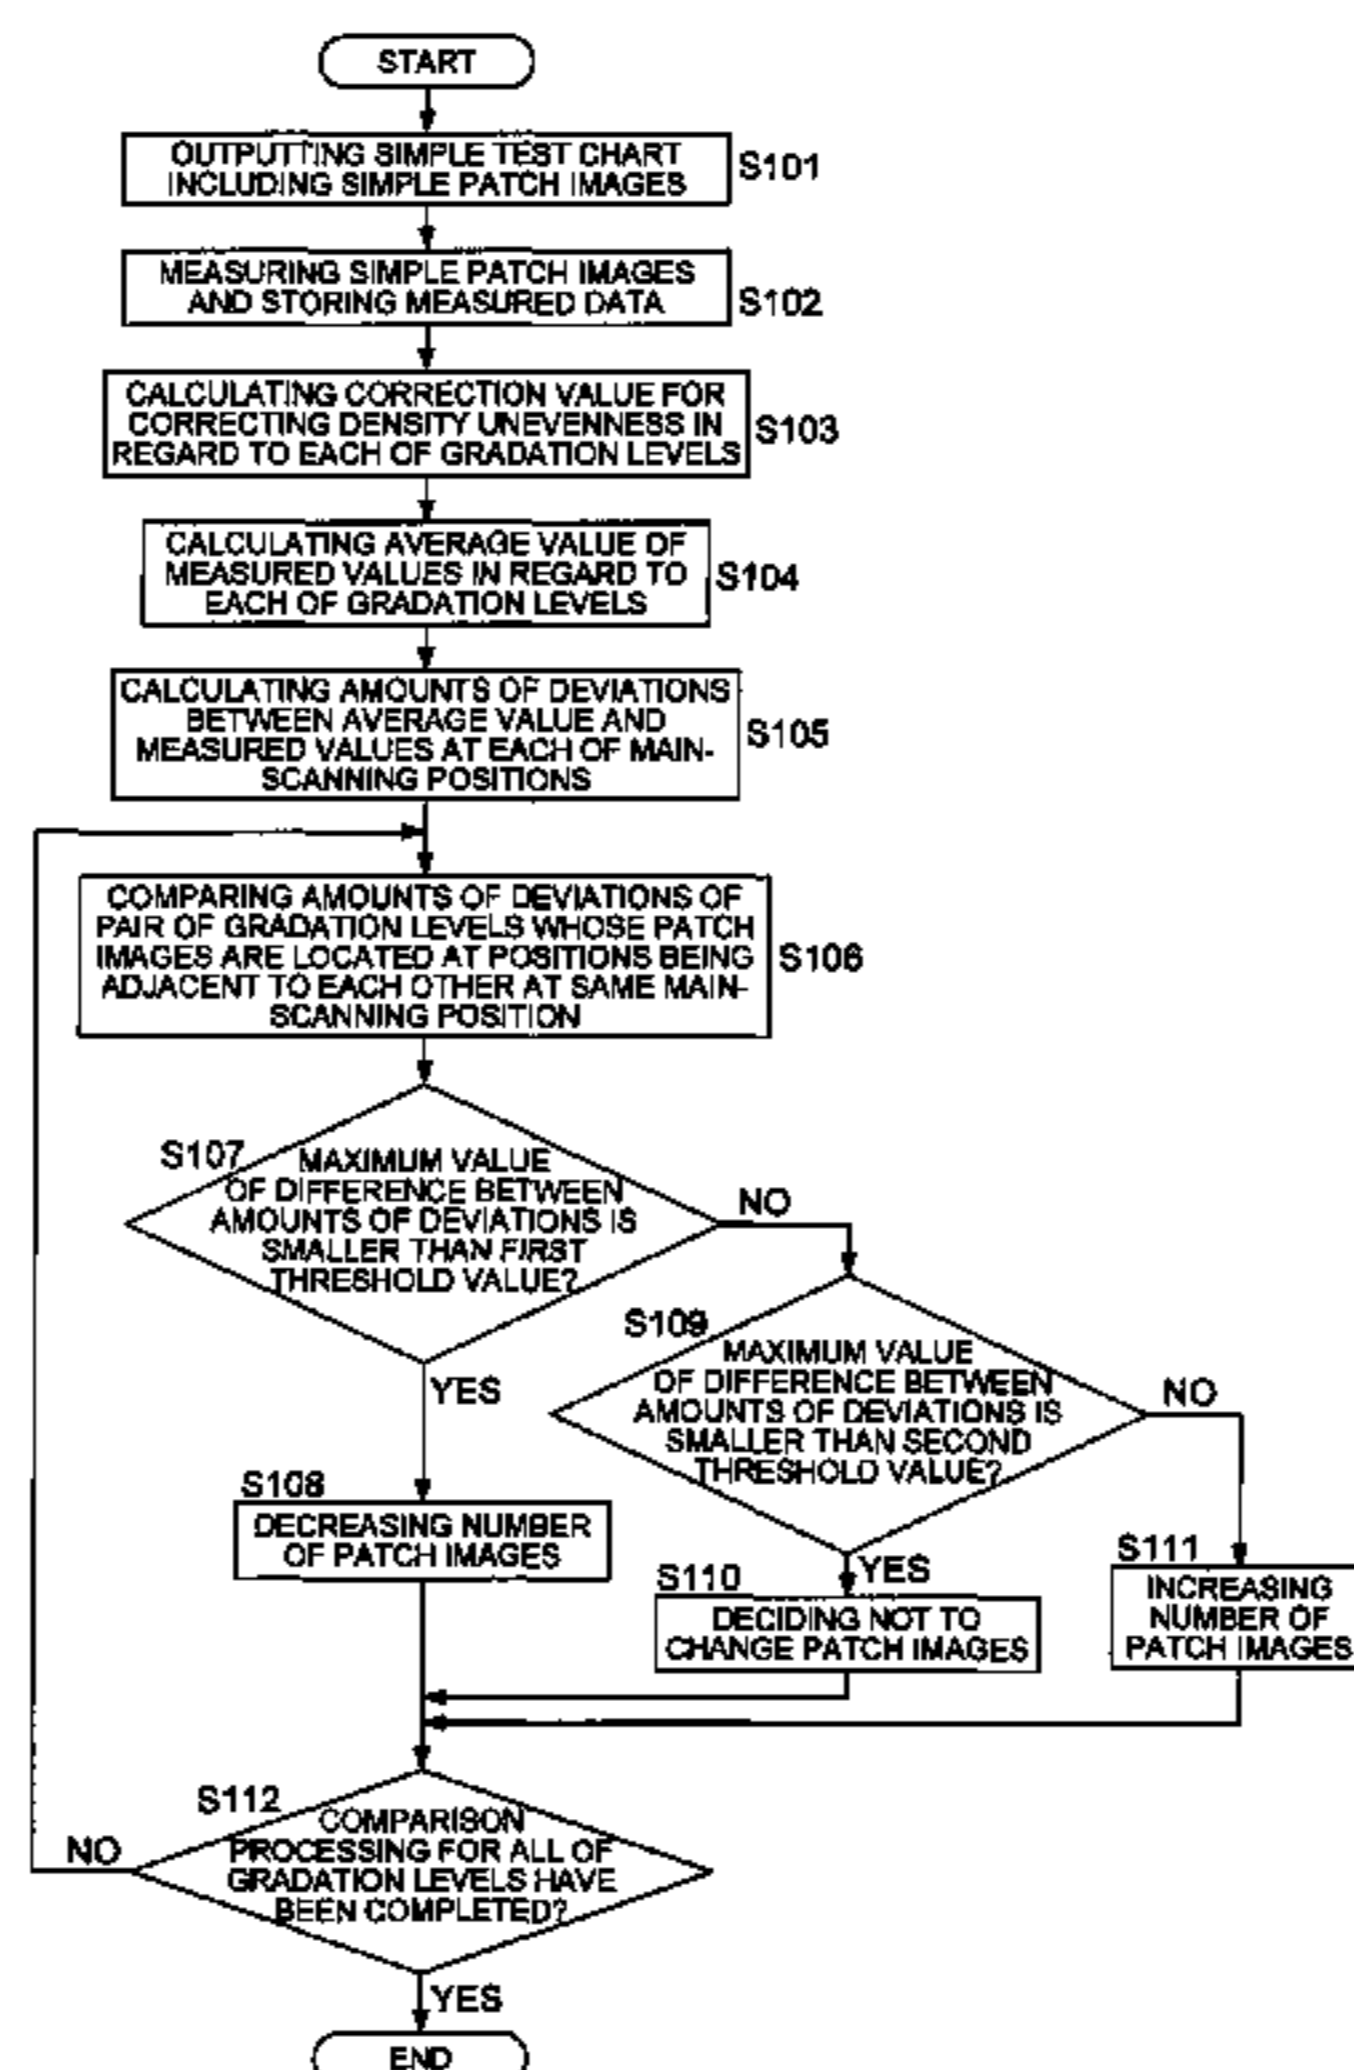 START
OUTPUTTING SIMPLE TEST CHART
INCLUDING SIMPLE PATCH IMAGES
S101
MEASURING SIMPLE PATCH IMAGES
AND STORING MEASURED DATA
S102
CALCULATING CORRECTION VALUE FOR
CORRECTING DENSITY UNEVENNESS IN
REGARD TO EACH OF GRADATION LEVELS
S103
CALCULATING AVERAGE VALUE OF
MEASURED VALUES IN REGARD TO
EACH OF GRADATION LEVELS
S104
CALCULATING AMOUNTS OF DEVIATIONS
BETWEEN AVERAGE VALUE AND
MEASURED VALUES AT EACH OF MAIN-
SCANNING POSITIONS
S105
COMPARING AMOUNTS OF DEVIATIONS OF
PAIR OF GRADATION LEVELS WHOSE PATCH
IMAGES ARE LOCATED AT POSITIONS BEING
ADJACENT TO EACH OTHER AT SAME MAIN-
SCANNING POSITION
S106
S107
MAXIMUM VALUE
OF DIFFERENCE BETWEEN
AMOUNTS OF DEVIATIONS IS
SMALLER THAN FIRST
THRESHOLD VALUE?
NO
YES
S109
MAXIMUM VALUE
OF DIFFERENCE BETWEEN
AMOUNTS OF DEVIATIONS IS
SMALLER THAN SECOND
THRESHOLD VALUE?
NO
YES
S108
DECREASING NUMBER
OF PATCH IMAGES
S110
DECIDING NOT TO
CHANGE PATCH IMAGES
S111
INCREASING
NUMBER OF
PATCH IMAGES
S112
COMPARISON
PROCESSING FOR ALL OF
GRADATION LEVELS HAVE
BEEN COMPLETED?
NO
YES
END